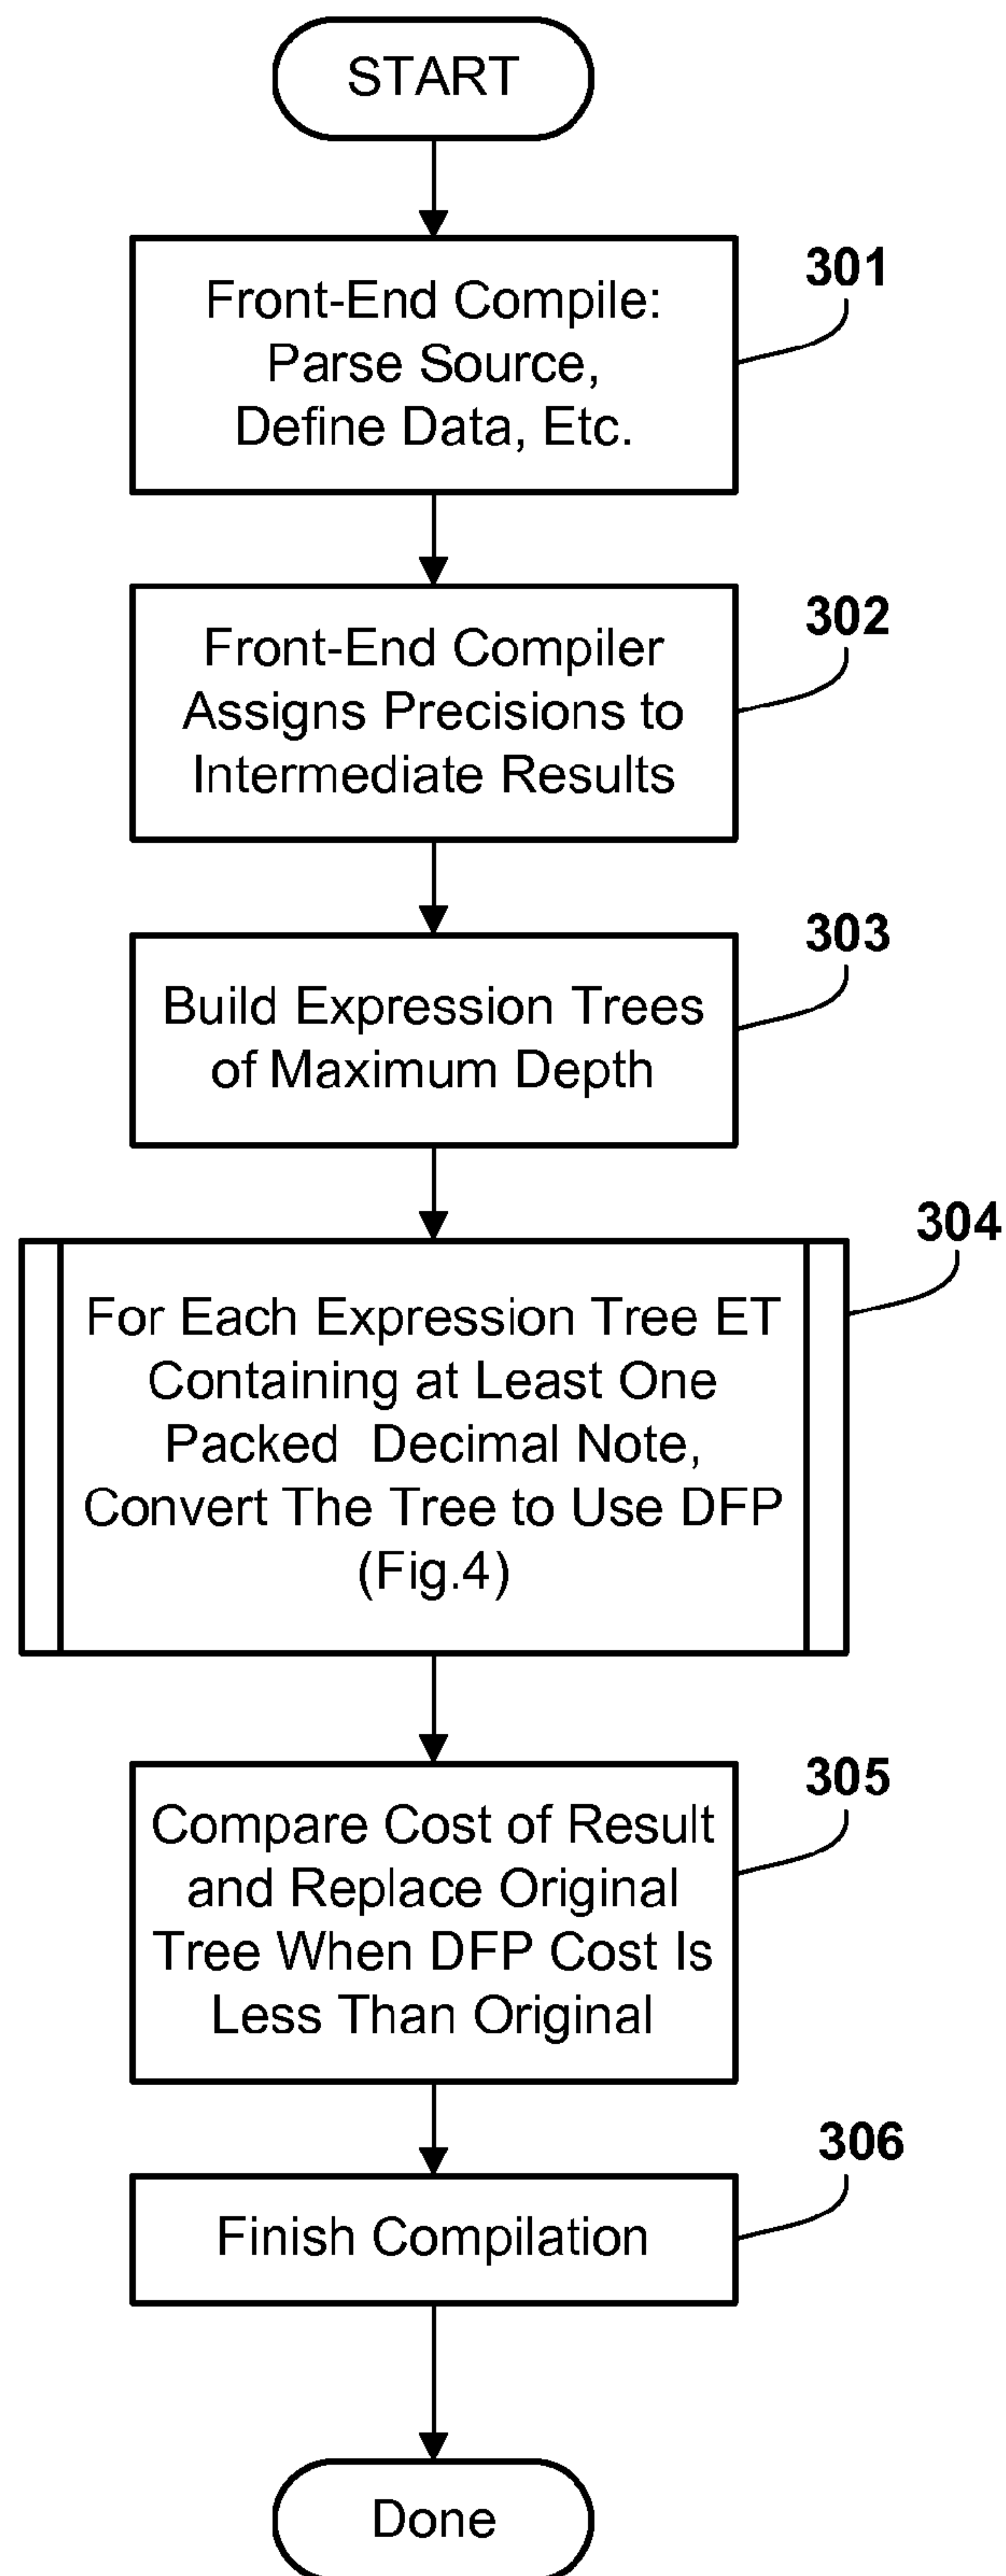 START
301
Front-End Compile:
Parse Source,
Define Data, Etc.
302
Front-End Compiler
Assigns Precisions to
Intermediate Results
303
Build Expression Trees
of Maximum Depth
304
For Each Expression Tree ET
Containing at Least One
Packed Decimal Note,
Convert The Tree to Use DFP
(Fig.4)
305
Compare Cost of Result
and Replace Original
Tree When DFP Cost Is
Less Than Original
306
Finish Compilation
Done